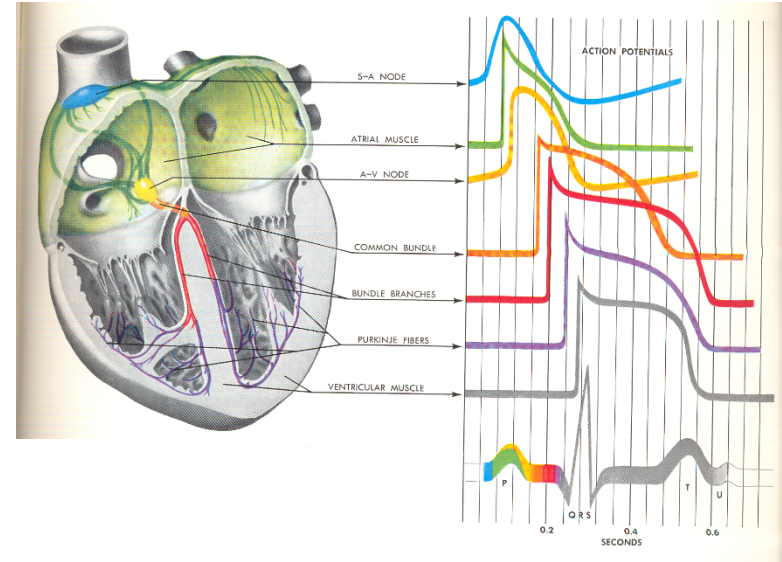 ACTION POTENTIALS
S-A NODE
ATRIAL MUSCLE
A-V NODE
COMMON BUNDLE
BUNDLE BRANCHES
PURKINJE FIBERS
VENTRICULAR MUSCLE
P
T
U
Q R S
0.2
0.4
0.6
SECONDS